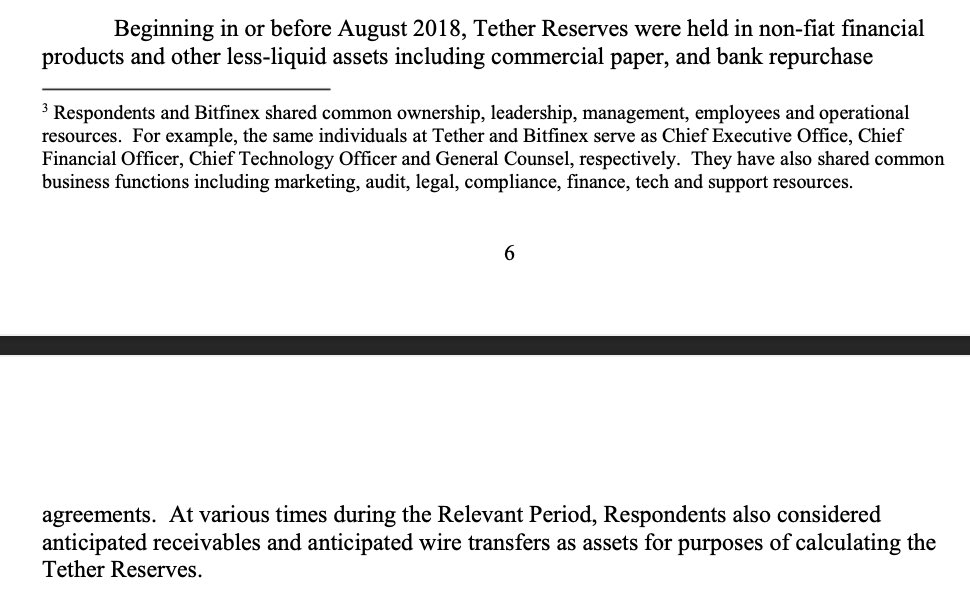 Beginning in or before August 2018, Tether Reserves were held in non-fiat financial
products and other less-liquid assets including commercial paper, and bank repurchase
3 Respondents and Bitfinex shared common ownership, leadership, management, employees and operational
resources. For example, the same individuals at Tether and Bitfinex serve as Chief Executive Office, Chief
Financial Officer, Chief Technology Officer and General Counsel, respectively. They have also shared common
business functions including marketing, audit, legal, compliance, finance, tech and support resources.
6
agreements. At various times during the Relevant Period, Respondents also considered
anticipated receivables and anticipated wire transfers as assets for purposes of calculating the
Tether Reserves.